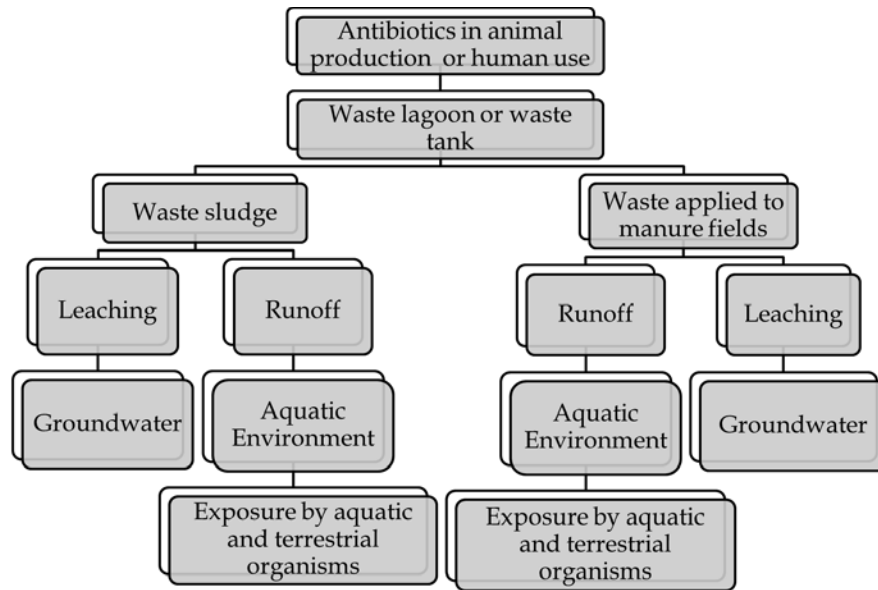 Antibiotics in animal
production or human use
Waste lagoon or waste
tank
Waste sludge
Waste applied to
manure fields
Leaching
Runoff
Runoff
Leaching
Groundwater
Aquatic
Environment
Aquatic
Environment
Groundwater
Exposure by aquatic
and terrestrial
organisms
Exposure by aquatic
and terrestrial
organisms